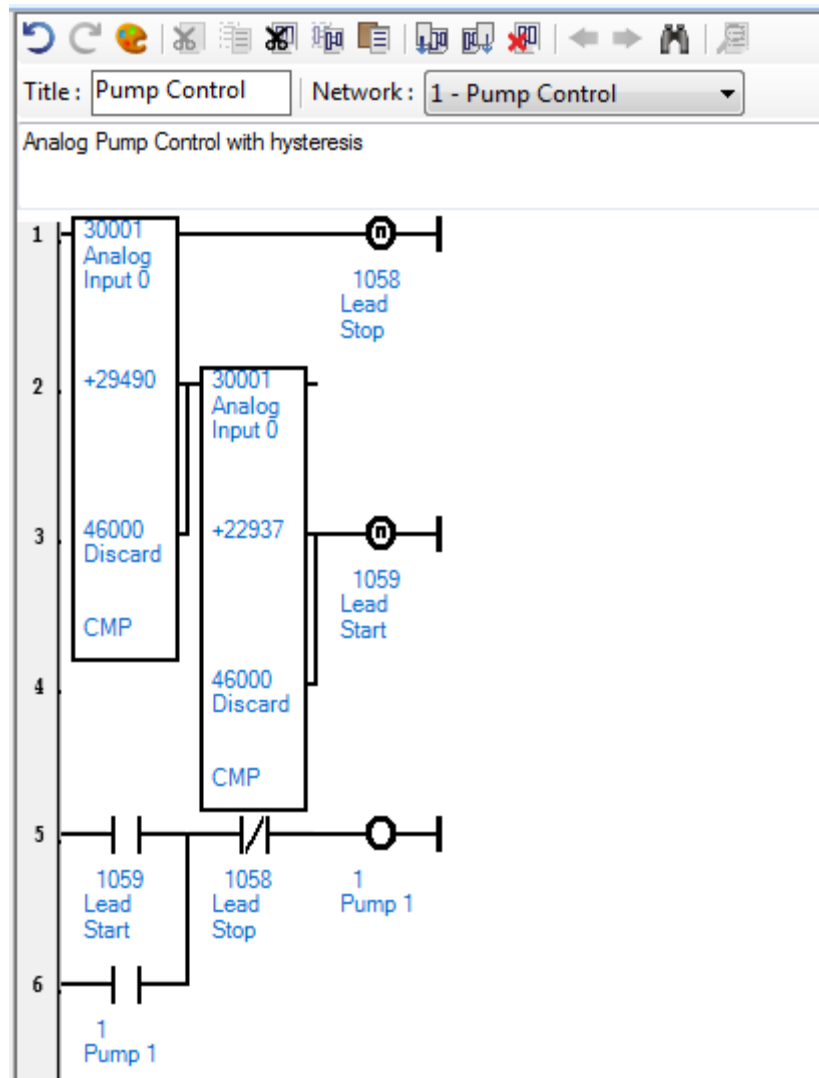 Title : Pump Control Network : 1 - Pump Control
Analog Pump Control with hysteresis
1
30001
Analog
Input 0
n
1058
Lead
Stop
2
+29490
30001
Analog
Input 0
3
46000
Discard
+22937
n
1059
Lead
Start
CMP
4
46000
Discard
CMP
5
1059
Lead
Start
1058
Lead
Stop
1
Pump 1
6
1
Pump 1